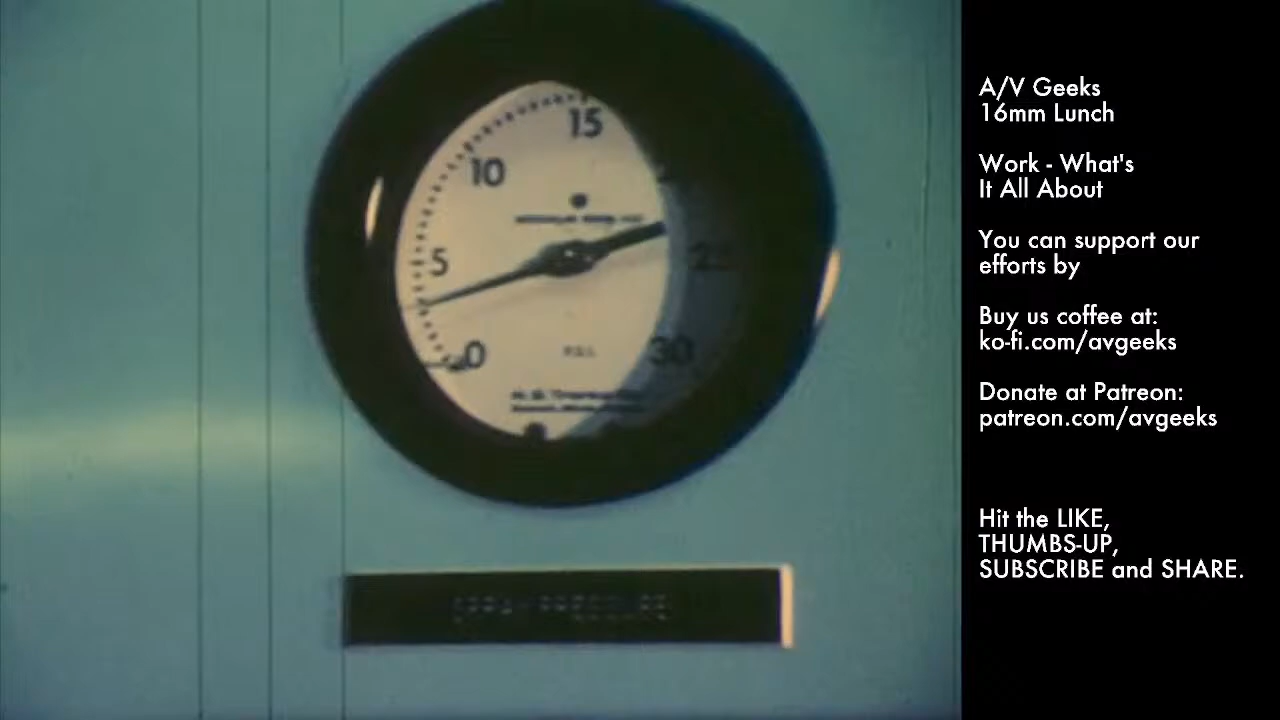 15
10
5
0
30
P.S.I.
SPRAY PRESSURE
A/V Geeks
16mm Lunch
Work - What's
It All About
You can support our
efforts by
Buy us coffee at:
ko-fi.com/avgeeks
Donate at Patreon:
patreon.com/avgeeks
Hit the LIKE,
THUMBS-UP,
SUBSCRIBE and SHARE.